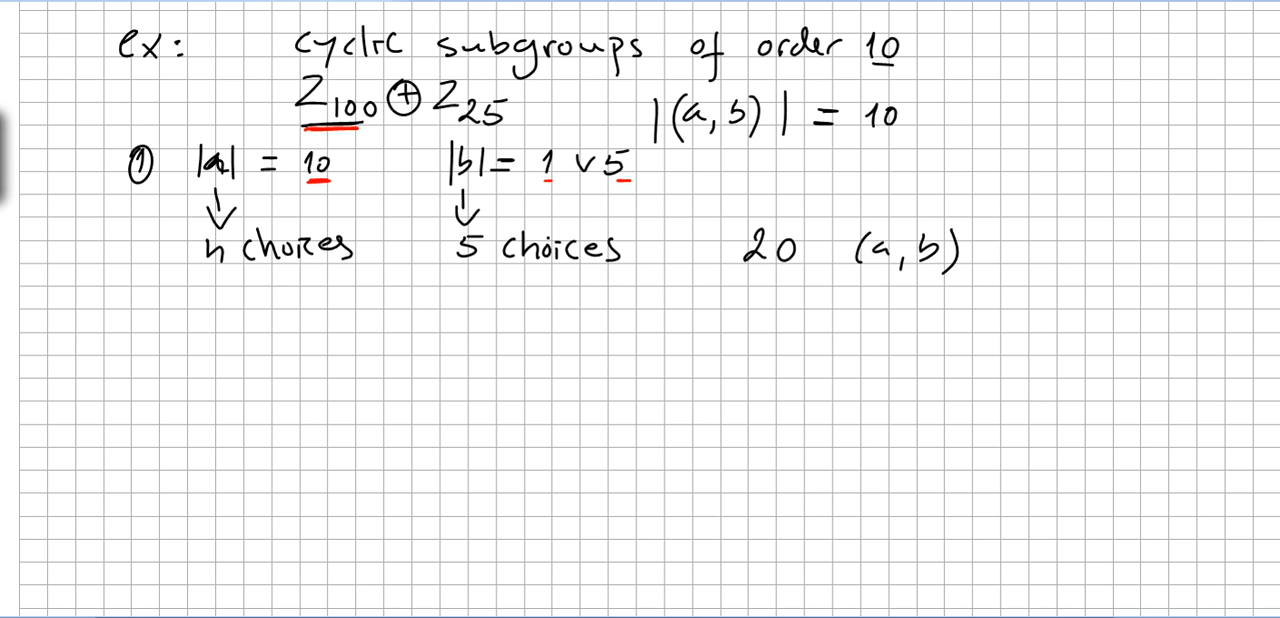 ex: cyclic subgroups of order 10
Z₁₀₀ ⊕ Z₂₅ |(a, b)| = 10
① |a| = 10 |b| = 1 ∨ 5
↓ ↓
4 choices 5 choices 20 (a, b)